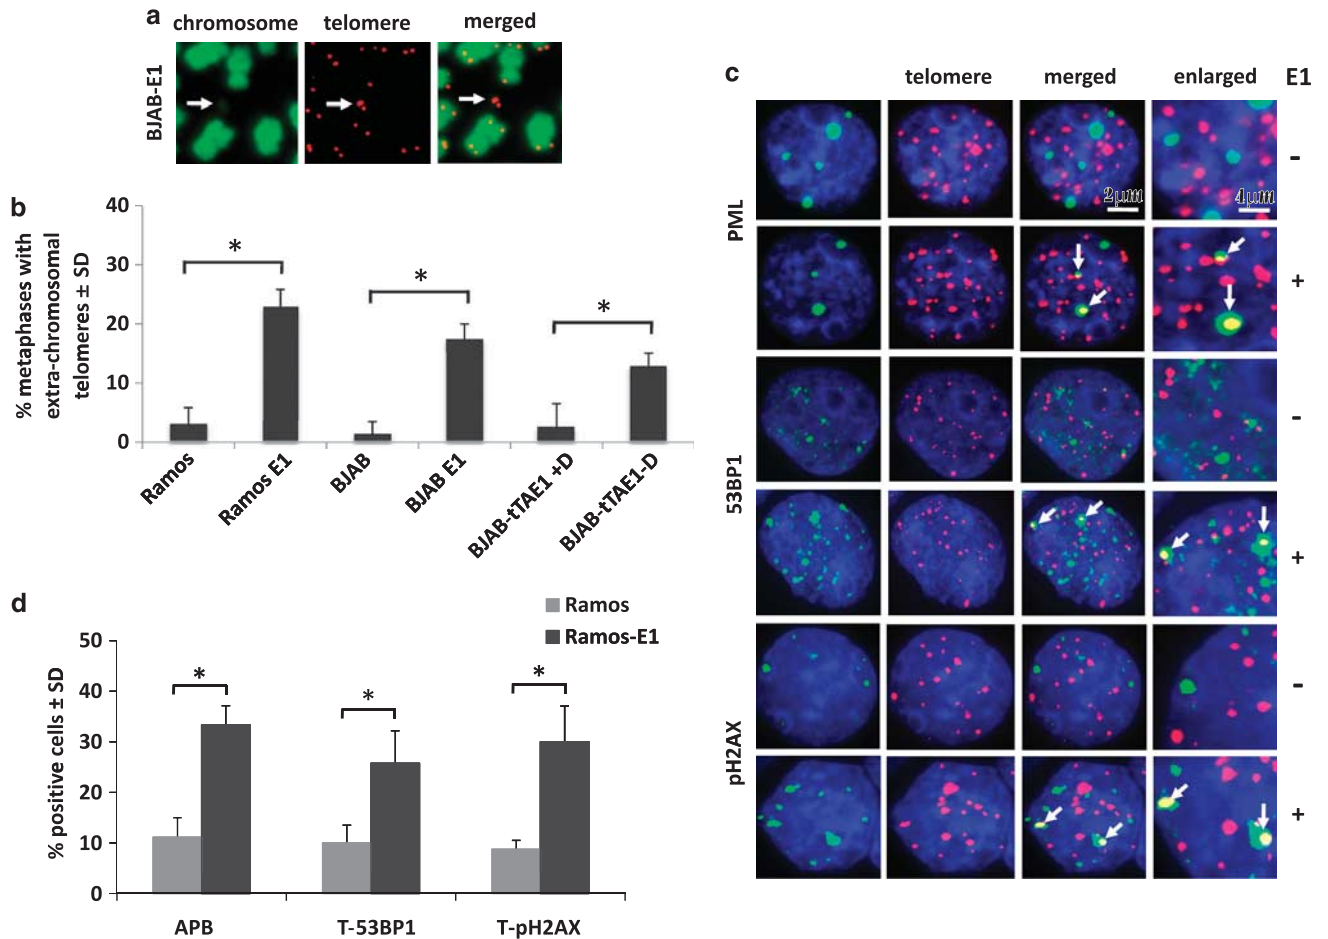 a
chromosome telomere merged
BJAB-E1
b
% metaphases with
extra-chromosomal
telomeres ± SD
40
30
20
10
0
* * *
Ramos
Ramos E1
BJAB
BJAB E1
BJAB-tTAE1 +D
BJAB-tTAE1-D
c
telomere merged enlarged E1
PML
-
2μm
4μm
+
53BP1
-
+
pH2AX
-
+
d
Ramos
Ramos-E1
% positive cells ± SD
50
40
30
20
10
0
* * *
APB T-53BP1 T-pH2AX